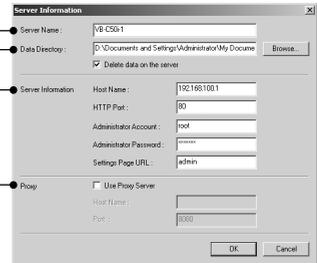 Server Information
Server Name : VB-C50i-1
Data Directory : D:\Documents and Settings\Administrator\My Docume Browse...
Delete data on the server
Server Information Host Name : 192.168.100.1
HTTP Port : 80
Administrator Account : root
Administrator Password : ********
Settings Page URL : admin
Proxy Use Proxy Server
Host Name :
Port : 8080
OK Cancel